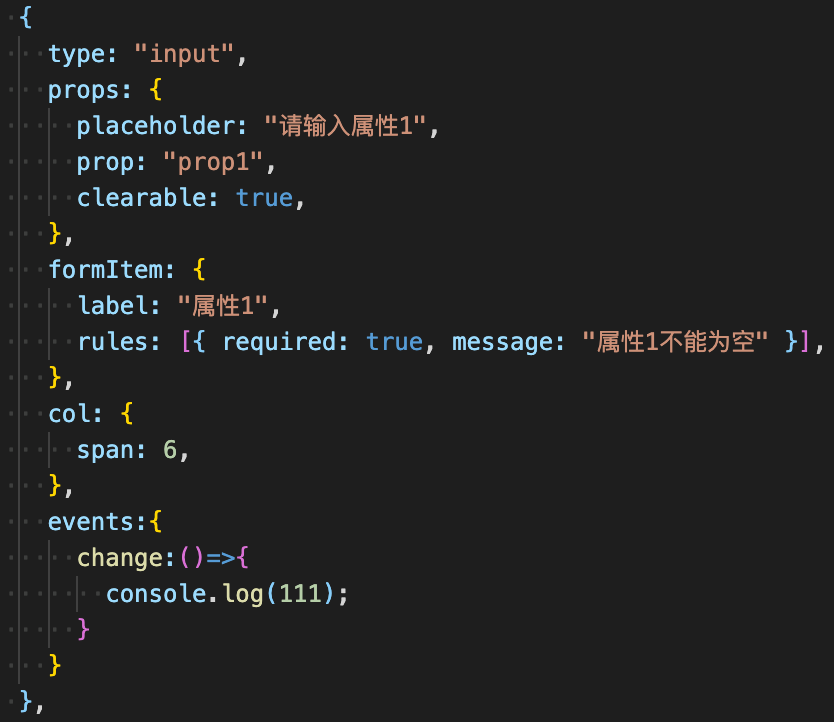 {
type: "input",
props: {
placeholder: "请输入属性1",
prop: "prop1",
clearable: true,
},
formItem: {
label: "属性1",
rules: [{ required: true, message: "属性1不能为空" }],
},
col: {
span: 6,
},
events:{
change:()=>{
console.log(111);
}
}
},